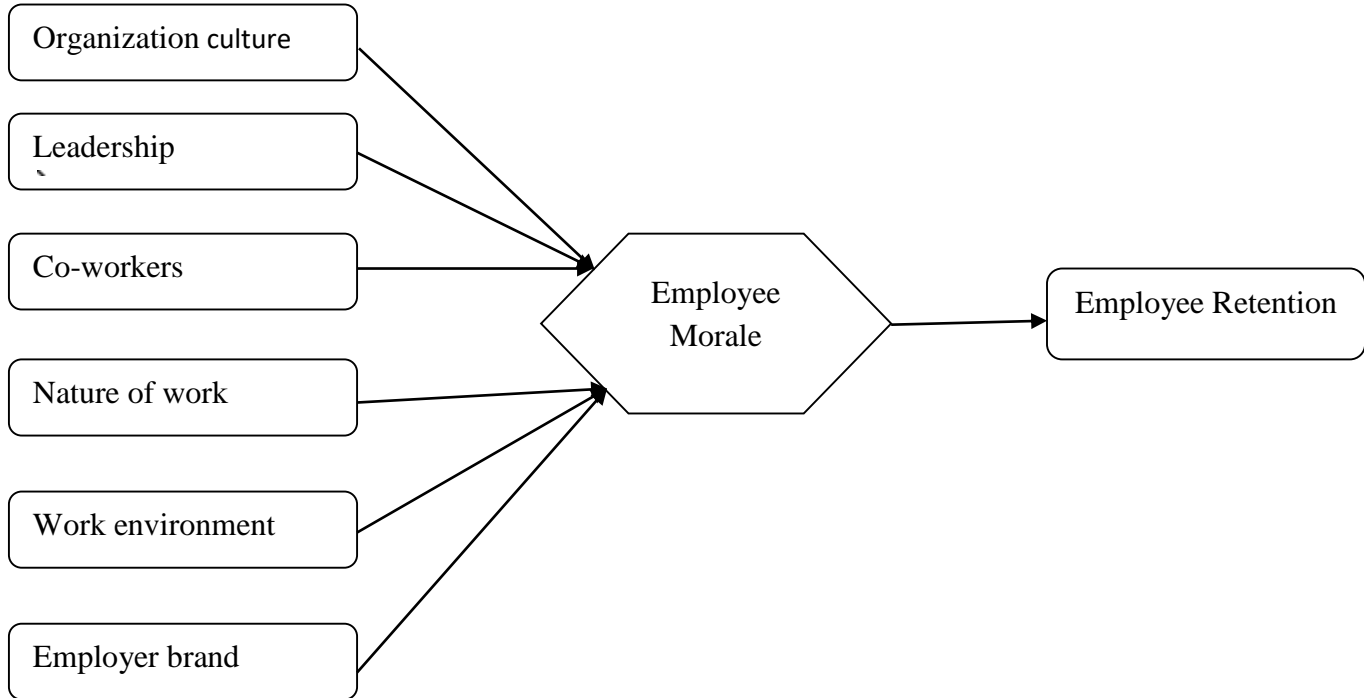 Organization culture
Leadership
Co-workers
Nature of work
Work environment
Employer brand
Employee
Morale
Employee Retention